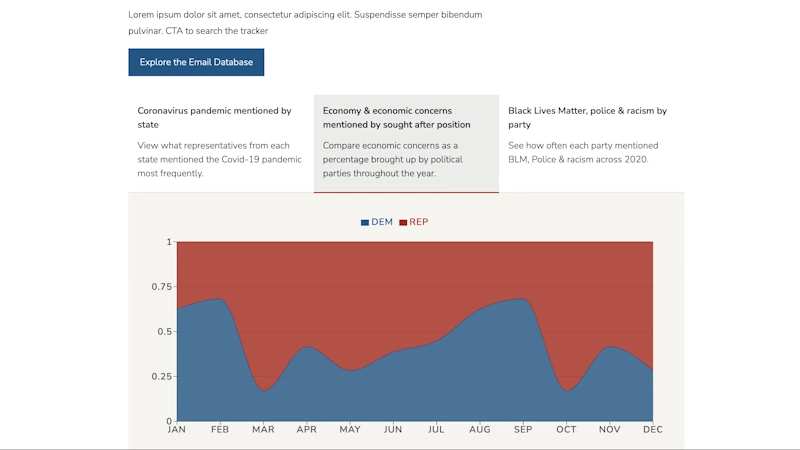 Lorem ipsum dolor sit amet, consectetur adipiscing elit. Suspendisse semper bibendum
pulvinar. CTA to search the tracker
Explore the Email Database
Coronavirus pandemic mentioned by
state
View what representatives from each
state mentioned the Covid-19 pandemic
most frequently.
Economy & economic concerns
mentioned by sought after position
Compare economic concerns as a
percentage brought up by political
parties throughout the year.
Black Lives Matter, police & racism by
party
See how often each party mentioned
BLM, Police & racism across 2020.
DEM REP
1
0.75
0.5
0.25
0
JAN FEB MAR APR MAY JUN JUL AUG SEP OCT NOV DEC